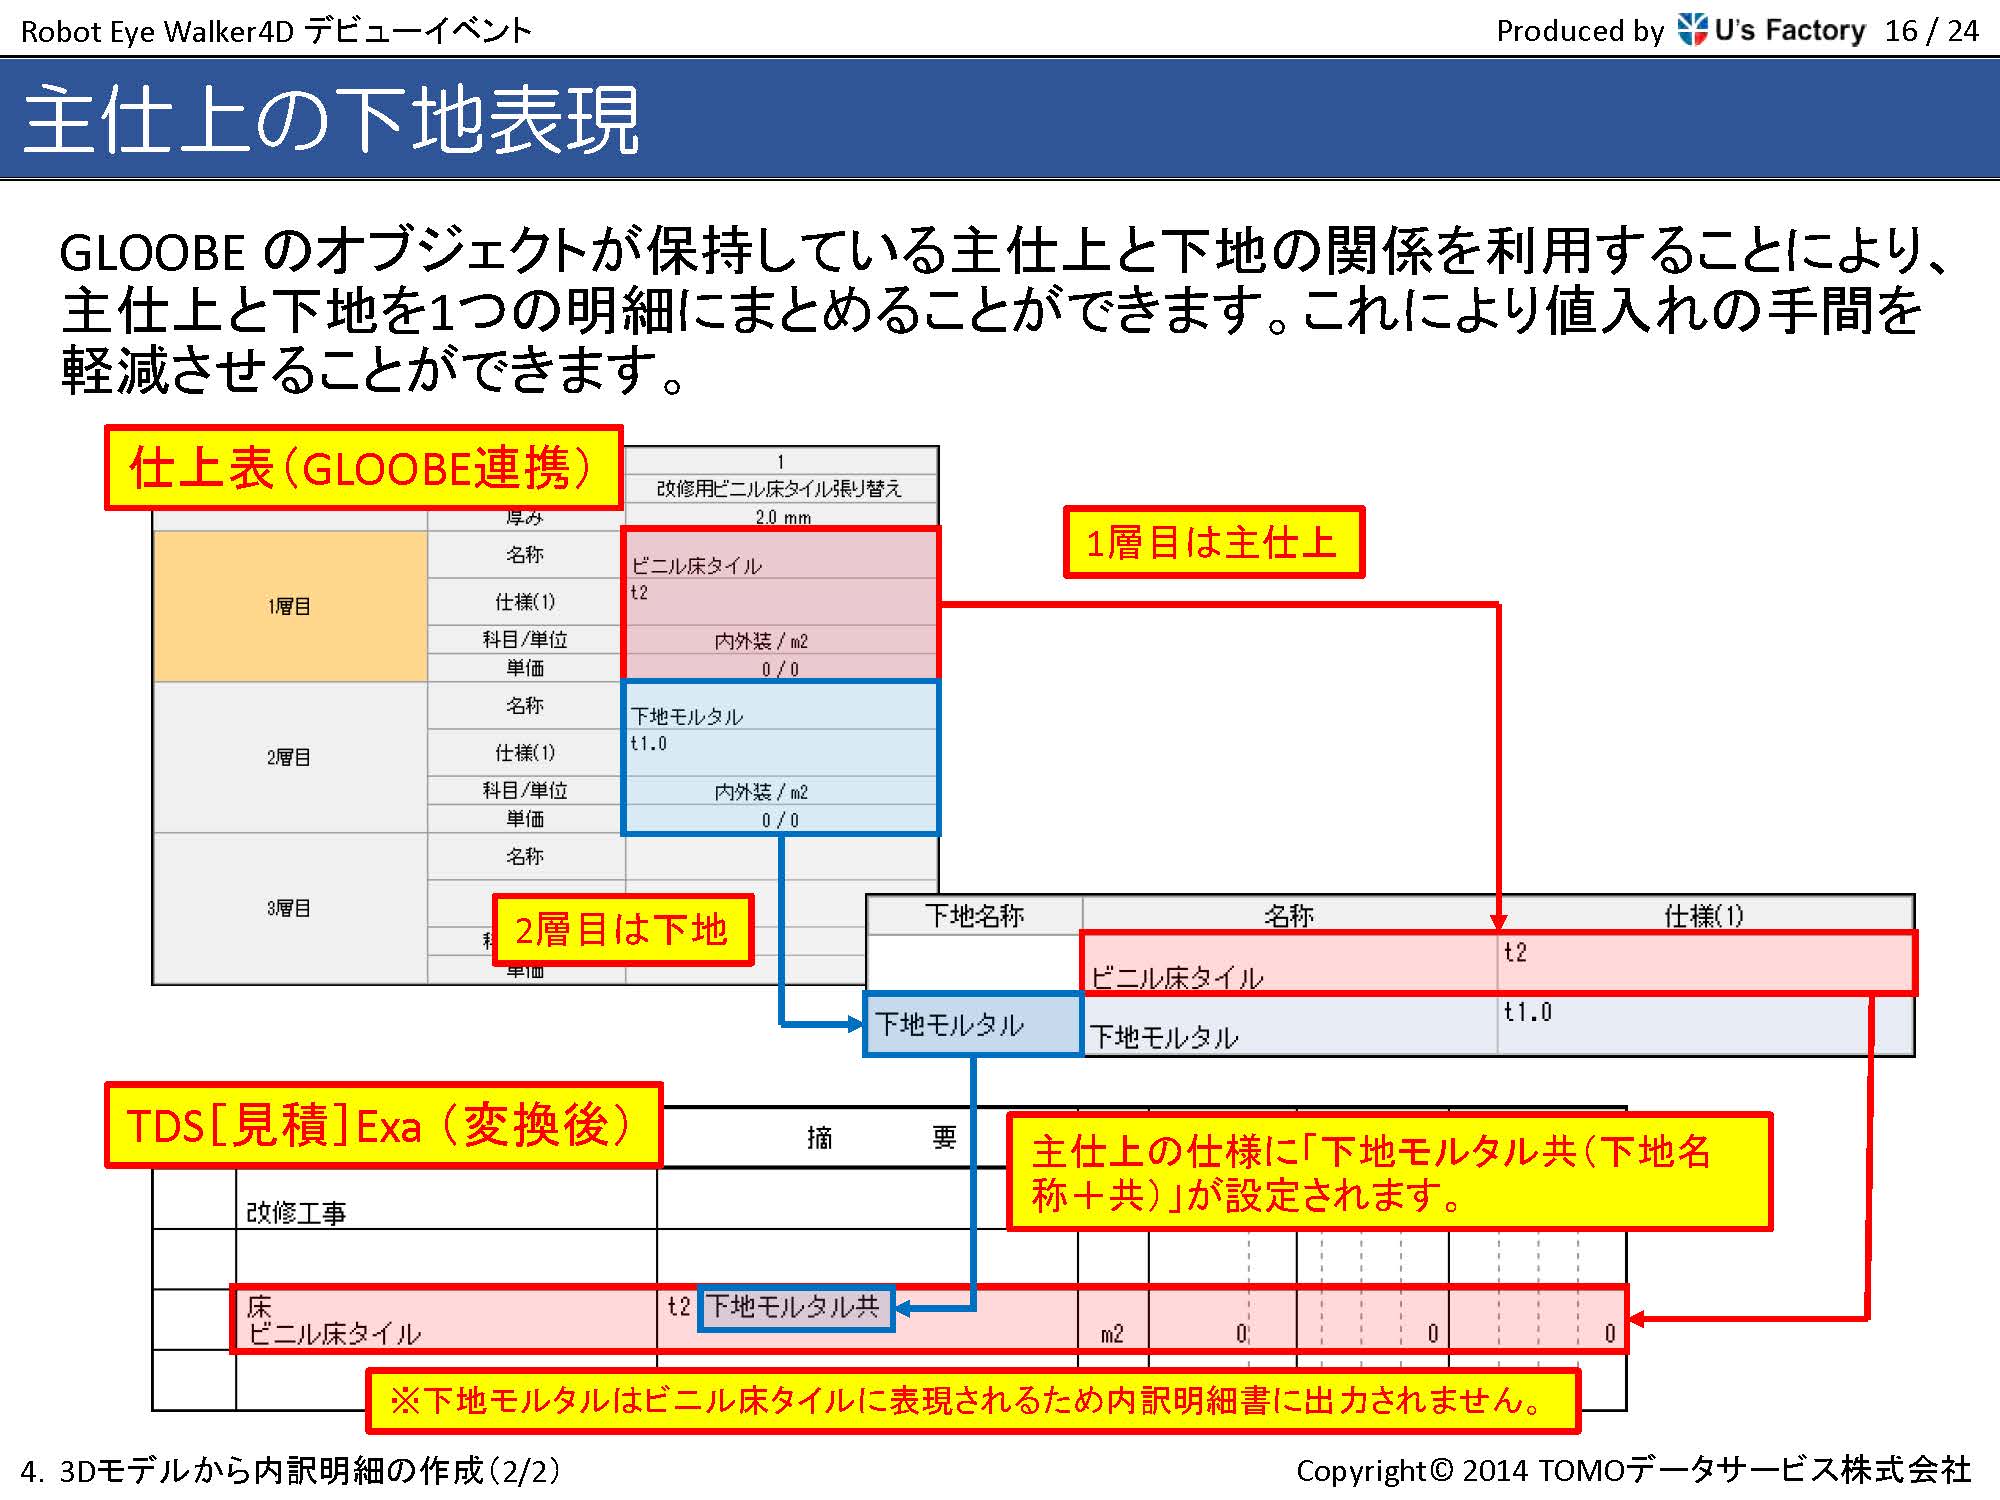 Robot Eye Walker4D デビューイベント
Produced by U's Factory 16 / 24
主仕上の下地表現
GLOOBE のオブジェクトが保持している主仕上と下地の関係を利用することにより、
主仕上と下地を1つの明細にまとめることができます。これにより値入れの手間を
軽減させることができます。
仕上表（GLOOBE連携）
1
改修用ビニル床タイル張り替え
厚み 2.0 mm
1層目は主仕上
1層目
名称 ビニル床タイル
仕様(1) t2
科目/単位 内外装 / m2
単価 0 / 0
2層目
名称 下地モルタル
仕様(1) t1.0
科目/単位 内外装 / m2
単価 0 / 0
3層目
名称
2層目は下地
単価
下地名称 名称 仕様(1)
ビニル床タイル t2
下地モルタル 下地モルタル t1.0
TDS［見積］Exa （変換後）
摘 要
主仕上の仕様に「下地モルタル共（下地名
称＋共）」が設定されます。
改修工事
床 t2 下地モルタル共
ビニル床タイル m2 0 0 0
※下地モルタルはビニル床タイルに表現されるため内訳明細書に出力されません。
4. 3Dモデルから内訳明細の作成（2/2）
Copyright© 2014 TOMOデータサービス株式会社